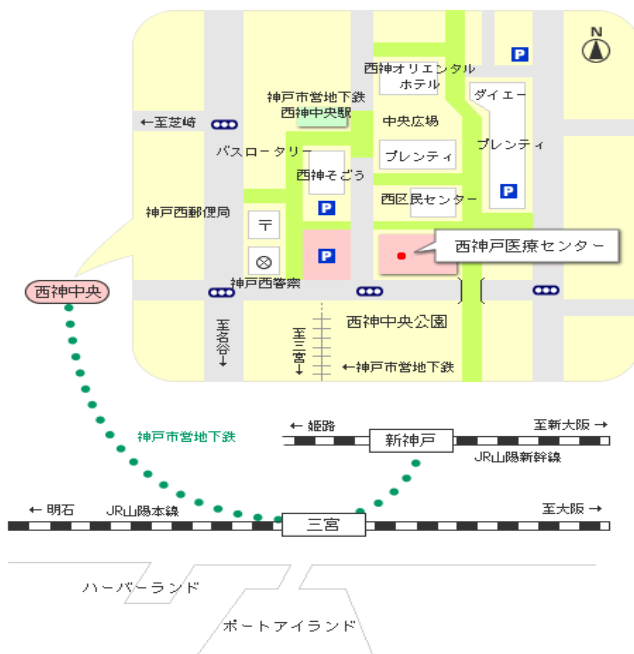 N
P
西神オリエンタル
ホテル
ダイエー
神戸市営地下鉄
西神中央駅
中央広場
←至芝崎
バスロータリー
プレンティ
プレンティ
西神そごう
西区民センター
P
P
神戸西郵便局
〒
西神戸医療センター
P
神戸西警察
西神中央
西神中央公園
至名谷→
至三宮→
←神戸市営地下鉄
神戸市営地下鉄
← 姫路
新神戸
至新大阪 →
JR山陽新幹線
← 明石
JR山陽本線
三宮
至大阪 →
ハーバーランド
ポートアイランド